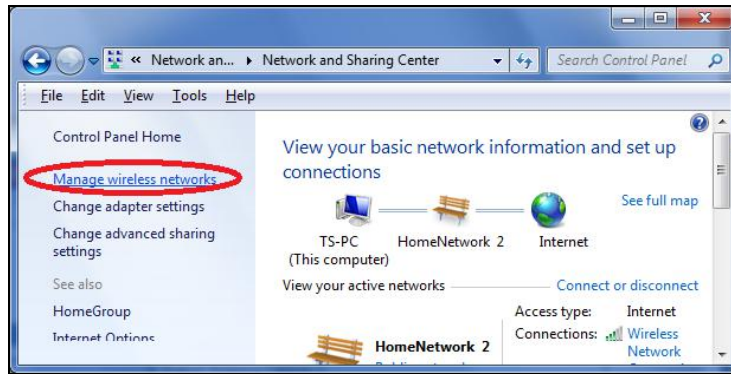 « Network an... ▸ Network and Sharing Center
Search Control Panel
File Edit View Tools Help
Control Panel Home
Manage wireless networks
Change adapter settings
Change advanced sharing
settings
See also
HomeGroup
Internet Options
View your basic network information and set up
connections
See full map
TS-PC
(This computer)
HomeNetwork 2
Internet
View your active networks
Connect or disconnect
HomeNetwork 2
Access type: Internet
Connections: Wireless
Network